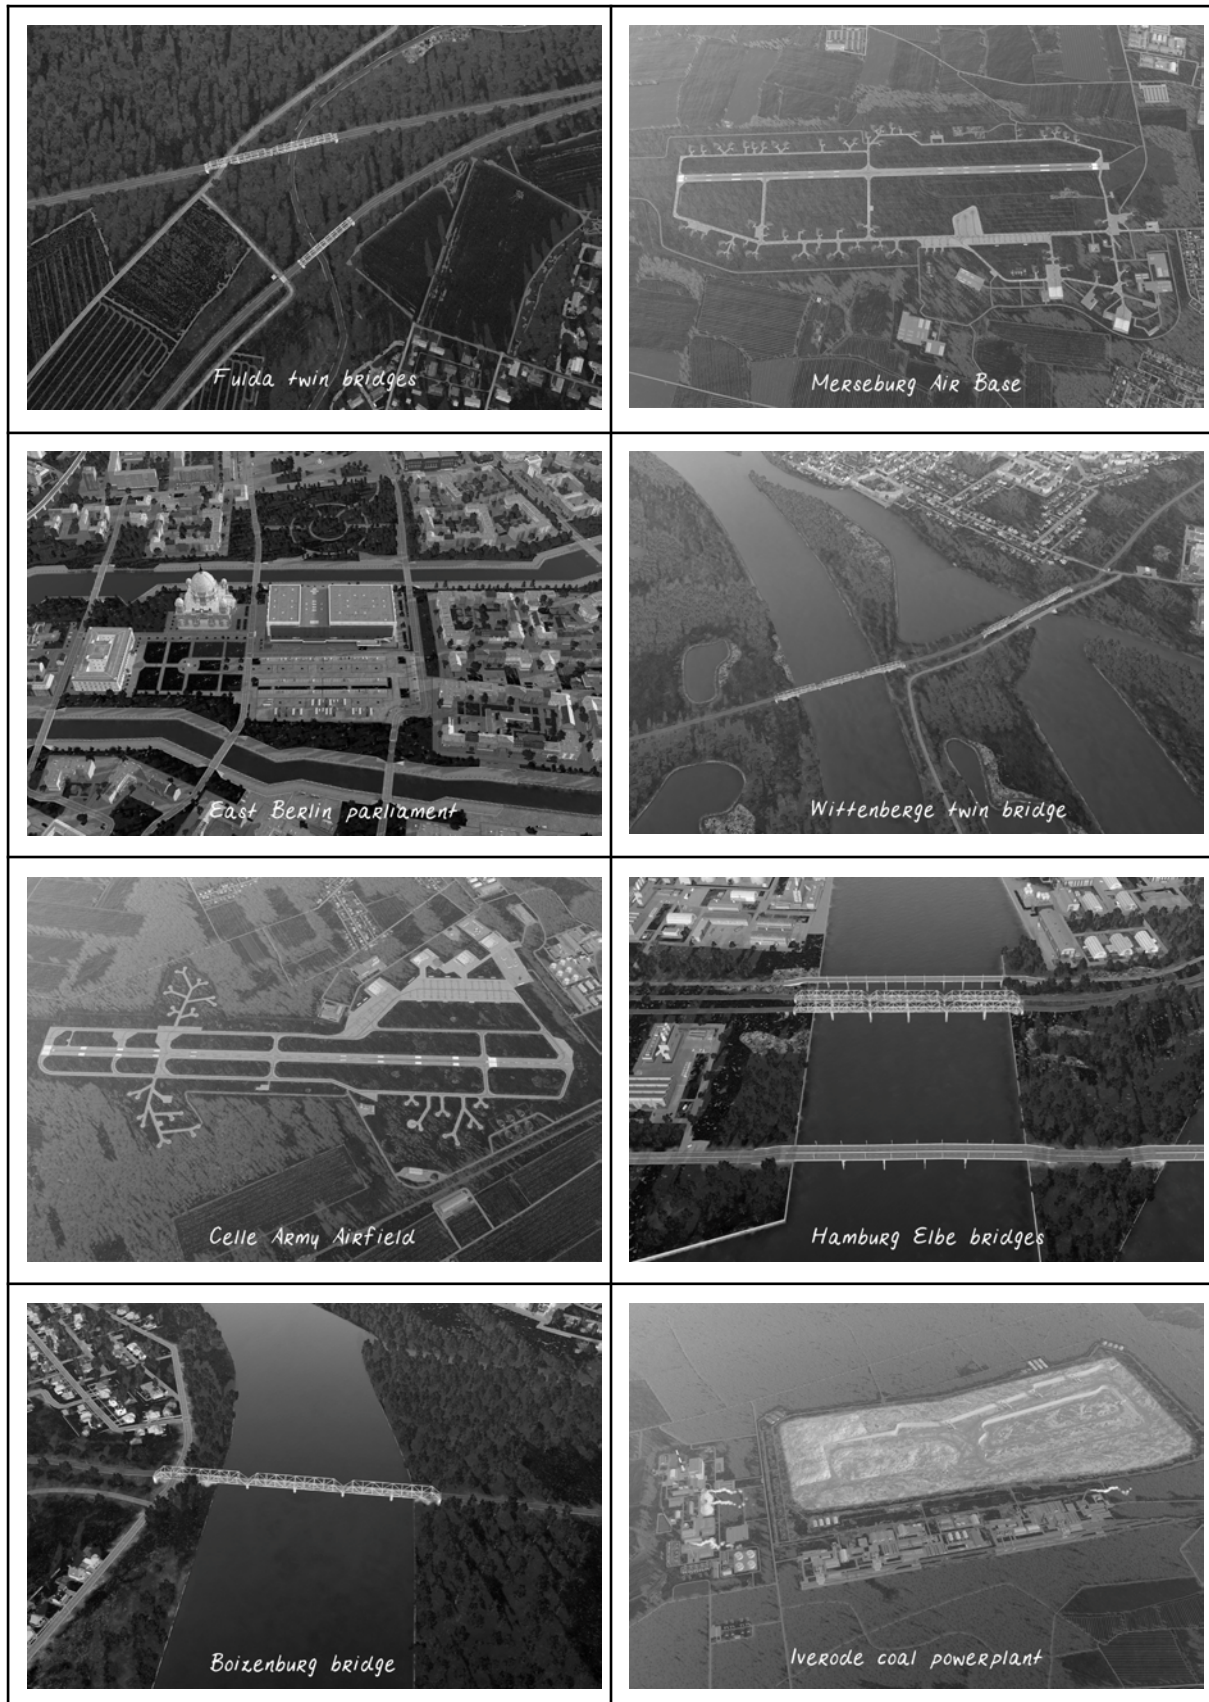 Fulda twin bridges
Merseburg Air Base
East Berlin parliament
Wittenberge twin bridge
Celle Army Airfield
Hamburg Elbe bridges
Boizenburg bridge
Iverode coal powerplant